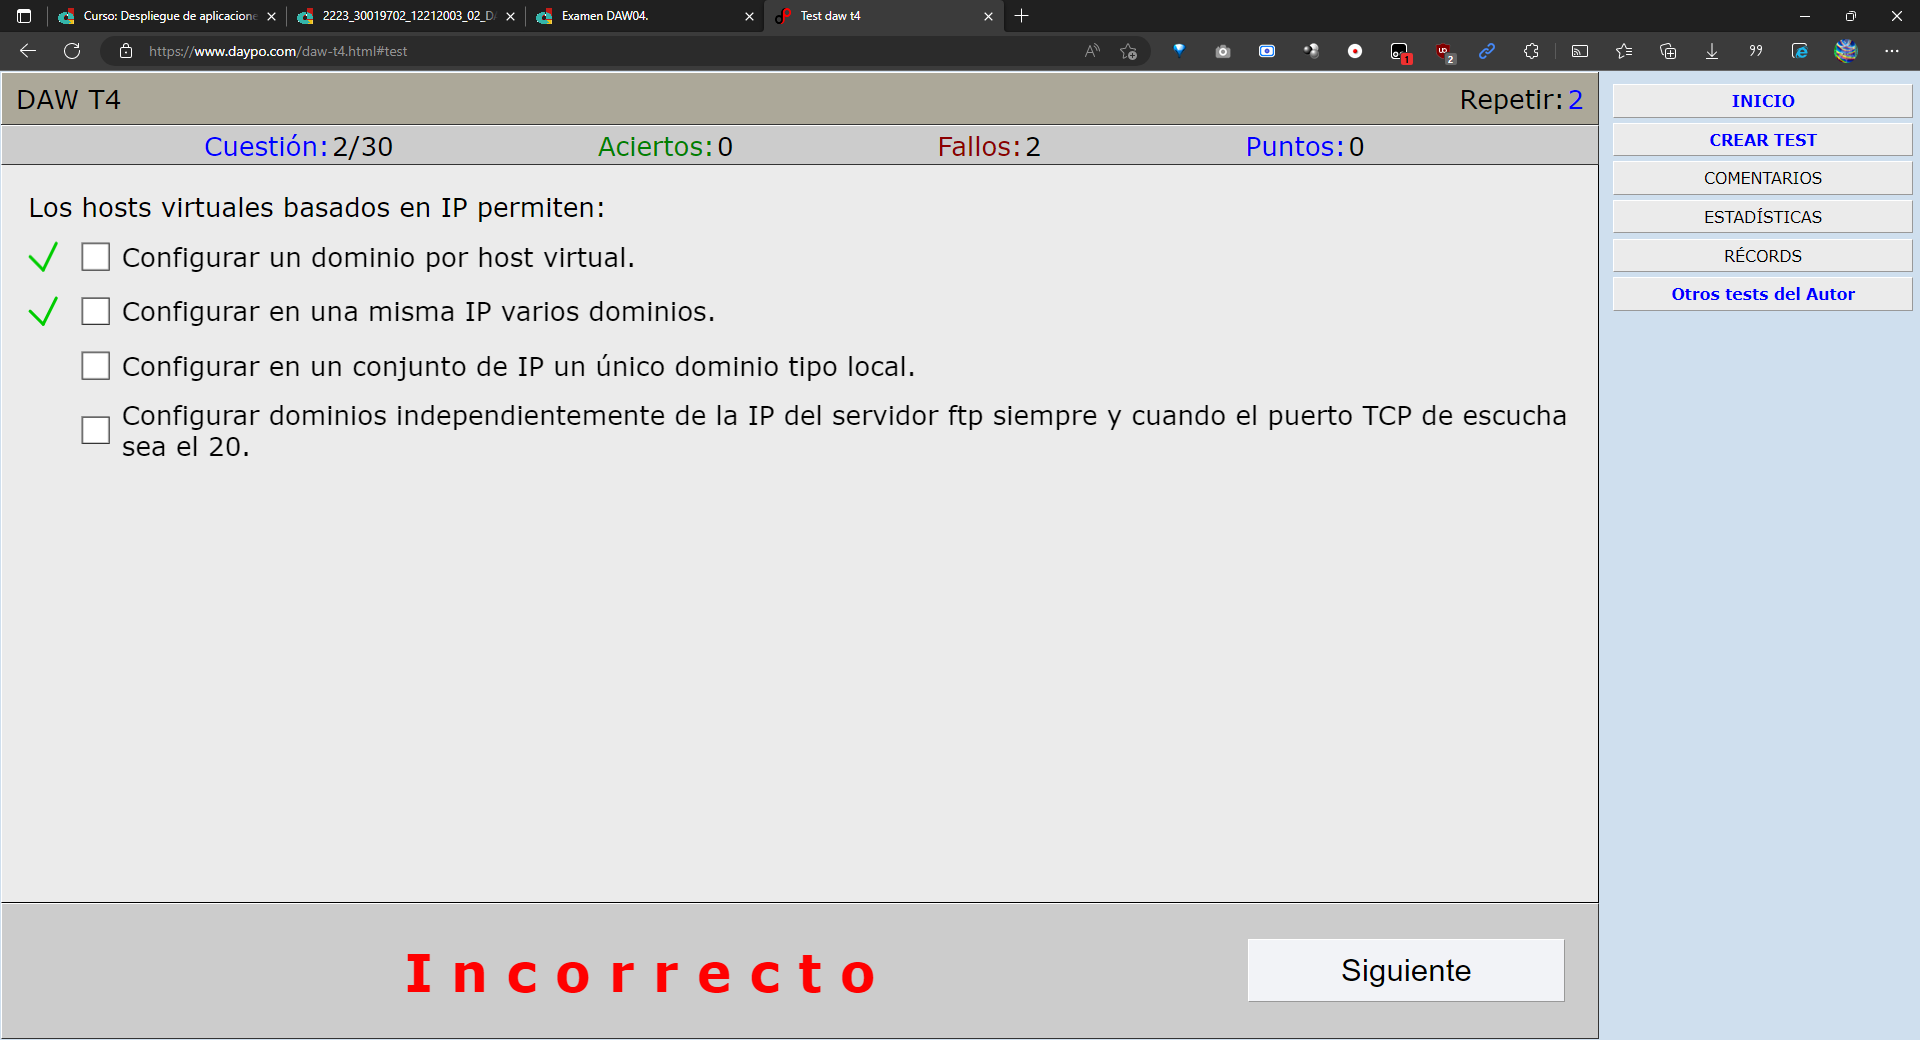 Curso: Despliegue de aplicacione
2223_30019702_12212003_02_D
Examen DAW04.
Test daw t4
https://www.daypo.com/daw-t4.html#test
1
2
DAW T4
Repetir: 2
Cuestión: 2/30
Aciertos: 0
Fallos: 2
Puntos: 0
Los hosts virtuales basados en IP permiten:
Configurar un dominio por host virtual.
Configurar en una misma IP varios dominios.
Configurar en un conjunto de IP un único dominio tipo local.
Configurar dominios independientemente de la IP del servidor ftp siempre y cuando el puerto TCP de escucha
sea el 20.
Incorrecto
Siguiente
INICIO
CREAR TEST
COMENTARIOS
ESTADÍSTICAS
RÉCORDS
Otros tests del Autor